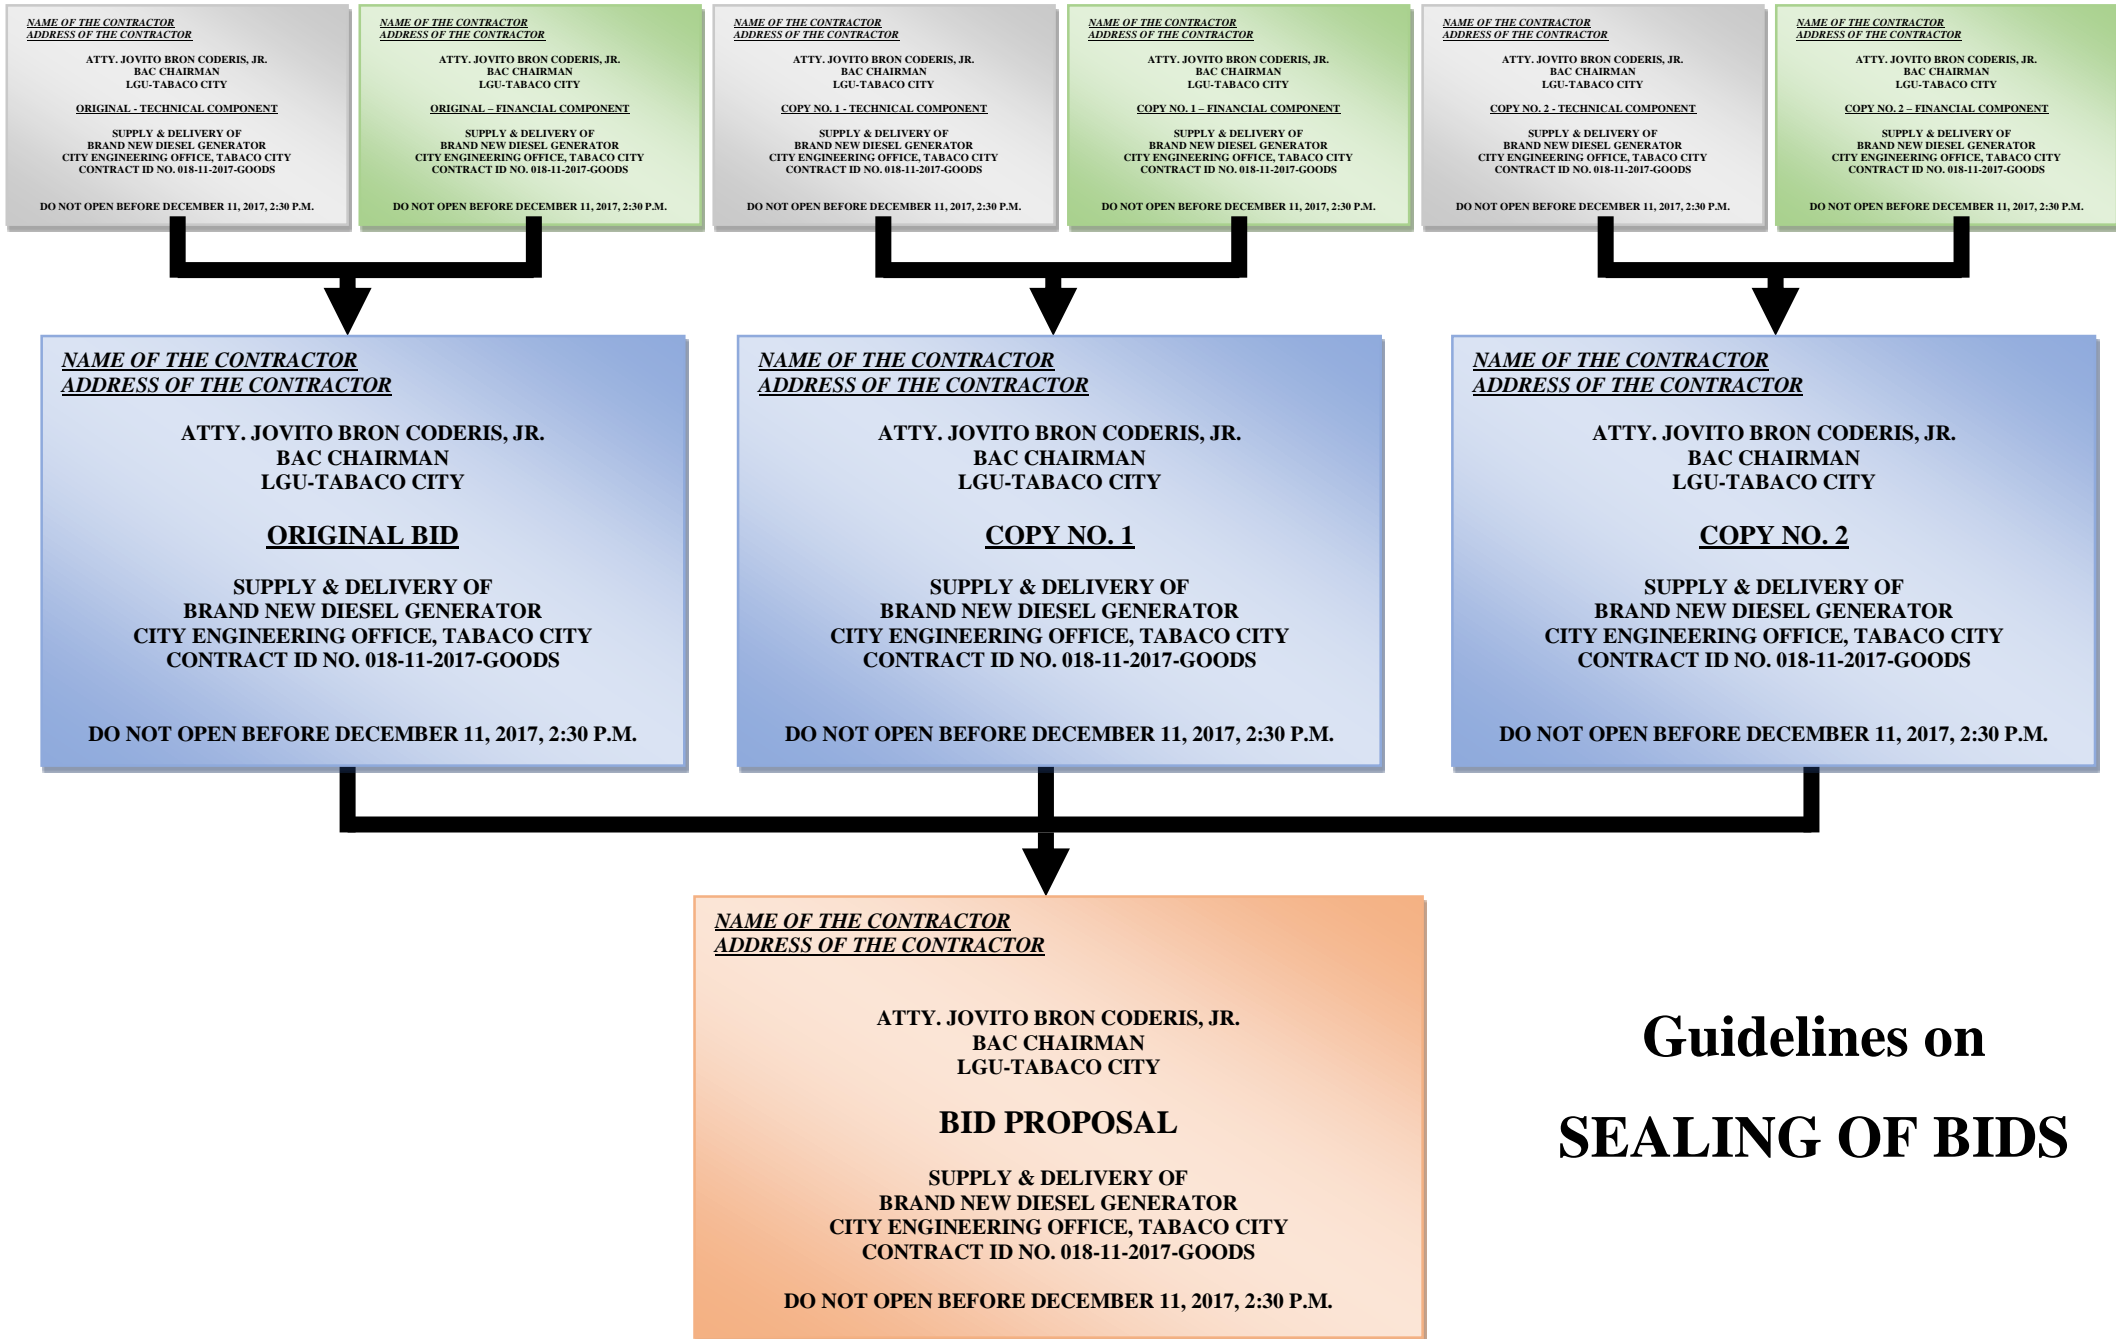 NAME OF THE CONTRACTOR
ADDRESS OF THE CONTRACTOR
ATTY. JOVITO BRON CODERIS, JR.
BAC CHAIRMAN
LGU-TABACO CITY
ORIGINAL - TECHNICAL COMPONENT
SUPPLY & DELIVERY OF
BRAND NEW DIESEL GENERATOR
CITY ENGINEERING OFFICE, TABACO CITY
CONTRACT ID NO. 018-11-2017-GOODS
DO NOT OPEN BEFORE DECEMBER 11, 2017, 2:30 P.M.
NAME OF THE CONTRACTOR
ADDRESS OF THE CONTRACTOR
ATTY. JOVITO BRON CODERIS, JR.
BAC CHAIRMAN
LGU-TABACO CITY
ORIGINAL – FINANCIAL COMPONENT
SUPPLY & DELIVERY OF
BRAND NEW DIESEL GENERATOR
CITY ENGINEERING OFFICE, TABACO CITY
CONTRACT ID NO. 018-11-2017-GOODS
DO NOT OPEN BEFORE DECEMBER 11, 2017, 2:30 P.M.
NAME OF THE CONTRACTOR
ADDRESS OF THE CONTRACTOR
ATTY. JOVITO BRON CODERIS, JR.
BAC CHAIRMAN
LGU-TABACO CITY
COPY NO. 1 - TECHNICAL COMPONENT
SUPPLY & DELIVERY OF
BRAND NEW DIESEL GENERATOR
CITY ENGINEERING OFFICE, TABACO CITY
CONTRACT ID NO. 018-11-2017-GOODS
DO NOT OPEN BEFORE DECEMBER 11, 2017, 2:30 P.M.
NAME OF THE CONTRACTOR
ADDRESS OF THE CONTRACTOR
ATTY. JOVITO BRON CODERIS, JR.
BAC CHAIRMAN
LGU-TABACO CITY
COPY NO. 1 – FINANCIAL COMPONENT
SUPPLY & DELIVERY OF
BRAND NEW DIESEL GENERATOR
CITY ENGINEERING OFFICE, TABACO CITY
CONTRACT ID NO. 018-11-2017-GOODS
DO NOT OPEN BEFORE DECEMBER 11, 2017, 2:30 P.M.
NAME OF THE CONTRACTOR
ADDRESS OF THE CONTRACTOR
ATTY. JOVITO BRON CODERIS, JR.
BAC CHAIRMAN
LGU-TABACO CITY
COPY NO. 2 - TECHNICAL COMPONENT
SUPPLY & DELIVERY OF
BRAND NEW DIESEL GENERATOR
CITY ENGINEERING OFFICE, TABACO CITY
CONTRACT ID NO. 018-11-2017-GOODS
DO NOT OPEN BEFORE DECEMBER 11, 2017, 2:30 P.M.
NAME OF THE CONTRACTOR
ADDRESS OF THE CONTRACTOR
ATTY. JOVITO BRON CODERIS, JR.
BAC CHAIRMAN
LGU-TABACO CITY
COPY NO. 2 – FINANCIAL COMPONENT
SUPPLY & DELIVERY OF
BRAND NEW DIESEL GENERATOR
CITY ENGINEERING OFFICE, TABACO CITY
CONTRACT ID NO. 018-11-2017-GOODS
DO NOT OPEN BEFORE DECEMBER 11, 2017, 2:30 P.M.
NAME OF THE CONTRACTOR
ADDRESS OF THE CONTRACTOR
ATTY. JOVITO BRON CODERIS, JR.
BAC CHAIRMAN
LGU-TABACO CITY
ORIGINAL BID
SUPPLY & DELIVERY OF
BRAND NEW DIESEL GENERATOR
CITY ENGINEERING OFFICE, TABACO CITY
CONTRACT ID NO. 018-11-2017-GOODS
DO NOT OPEN BEFORE DECEMBER 11, 2017, 2:30 P.M.
NAME OF THE CONTRACTOR
ADDRESS OF THE CONTRACTOR
ATTY. JOVITO BRON CODERIS, JR.
BAC CHAIRMAN
LGU-TABACO CITY
COPY NO. 1
SUPPLY & DELIVERY OF
BRAND NEW DIESEL GENERATOR
CITY ENGINEERING OFFICE, TABACO CITY
CONTRACT ID NO. 018-11-2017-GOODS
DO NOT OPEN BEFORE DECEMBER 11, 2017, 2:30 P.M.
NAME OF THE CONTRACTOR
ADDRESS OF THE CONTRACTOR
ATTY. JOVITO BRON CODERIS, JR.
BAC CHAIRMAN
LGU-TABACO CITY
COPY NO. 2
SUPPLY & DELIVERY OF
BRAND NEW DIESEL GENERATOR
CITY ENGINEERING OFFICE, TABACO CITY
CONTRACT ID NO. 018-11-2017-GOODS
DO NOT OPEN BEFORE DECEMBER 11, 2017, 2:30 P.M.
NAME OF THE CONTRACTOR
ADDRESS OF THE CONTRACTOR
ATTY. JOVITO BRON CODERIS, JR.
BAC CHAIRMAN
LGU-TABACO CITY
BID PROPOSAL
SUPPLY & DELIVERY OF
BRAND NEW DIESEL GENERATOR
CITY ENGINEERING OFFICE, TABACO CITY
CONTRACT ID NO. 018-11-2017-GOODS
DO NOT OPEN BEFORE DECEMBER 11, 2017, 2:30 P.M.
Guidelines on
SEALING OF BIDS